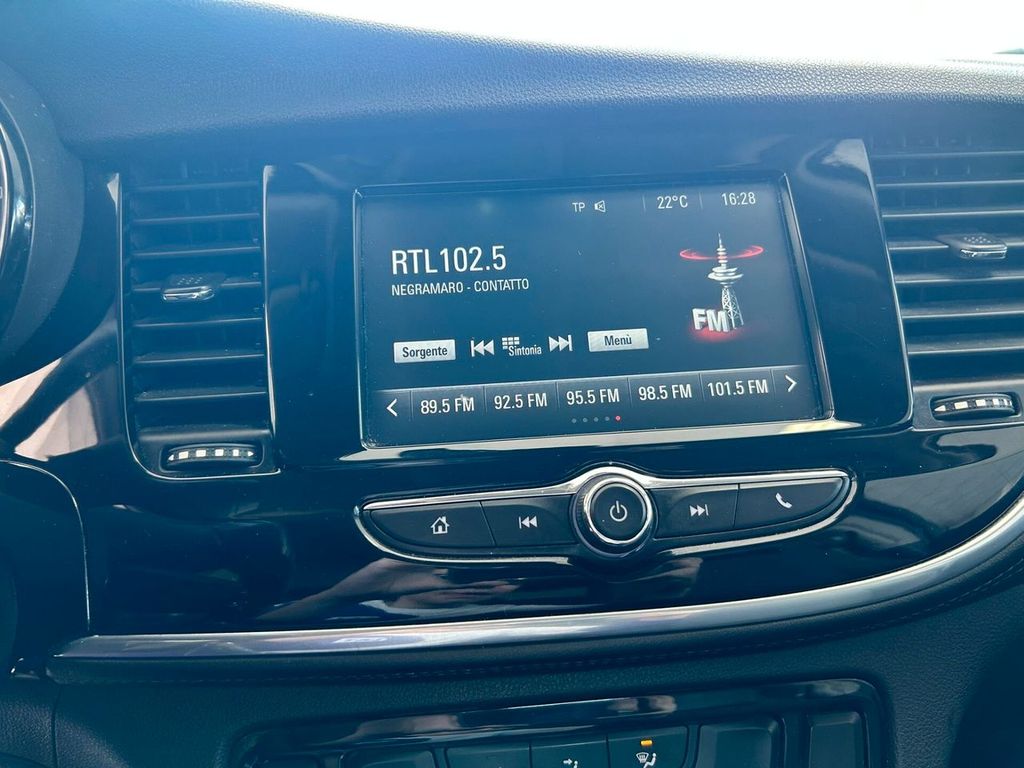 TP 22°C 16:28
RTL102.5
NEGRAMARO - CONTATTO
FM
Sorgente Sintonia Menù
89.5 FM 92.5 FM 95.5 FM 98.5 FM 101.5 FM